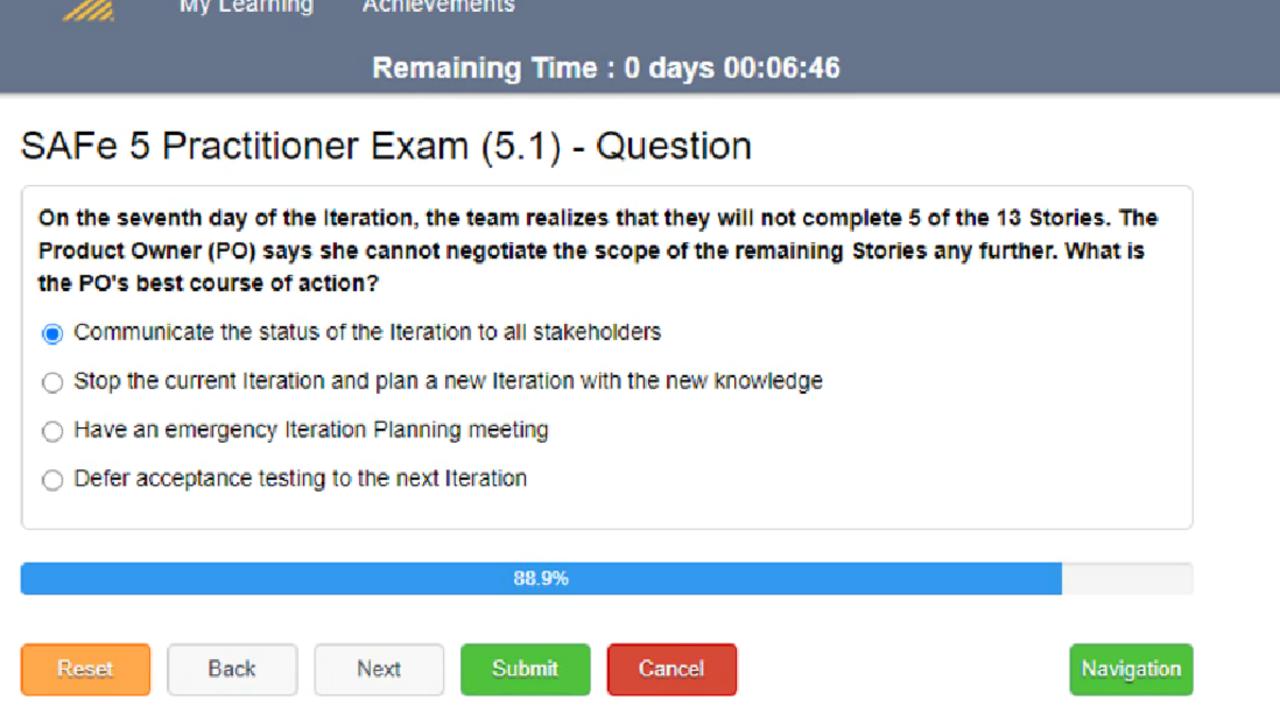 My Learning Achievements
Remaining Time : 0 days 00:06:46
SAFe 5 Practitioner Exam (5.1) - Question
On the seventh day of the Iteration, the team realizes that they will not complete 5 of the 13 Stories. The
Product Owner (PO) says she cannot negotiate the scope of the remaining Stories any further. What is
the PO's best course of action?
Communicate the status of the Iteration to all stakeholders
Stop the current Iteration and plan a new Iteration with the new knowledge
Have an emergency Iteration Planning meeting
Defer acceptance testing to the next Iteration
88.9%
Reset Back Next Submit Cancel Navigation